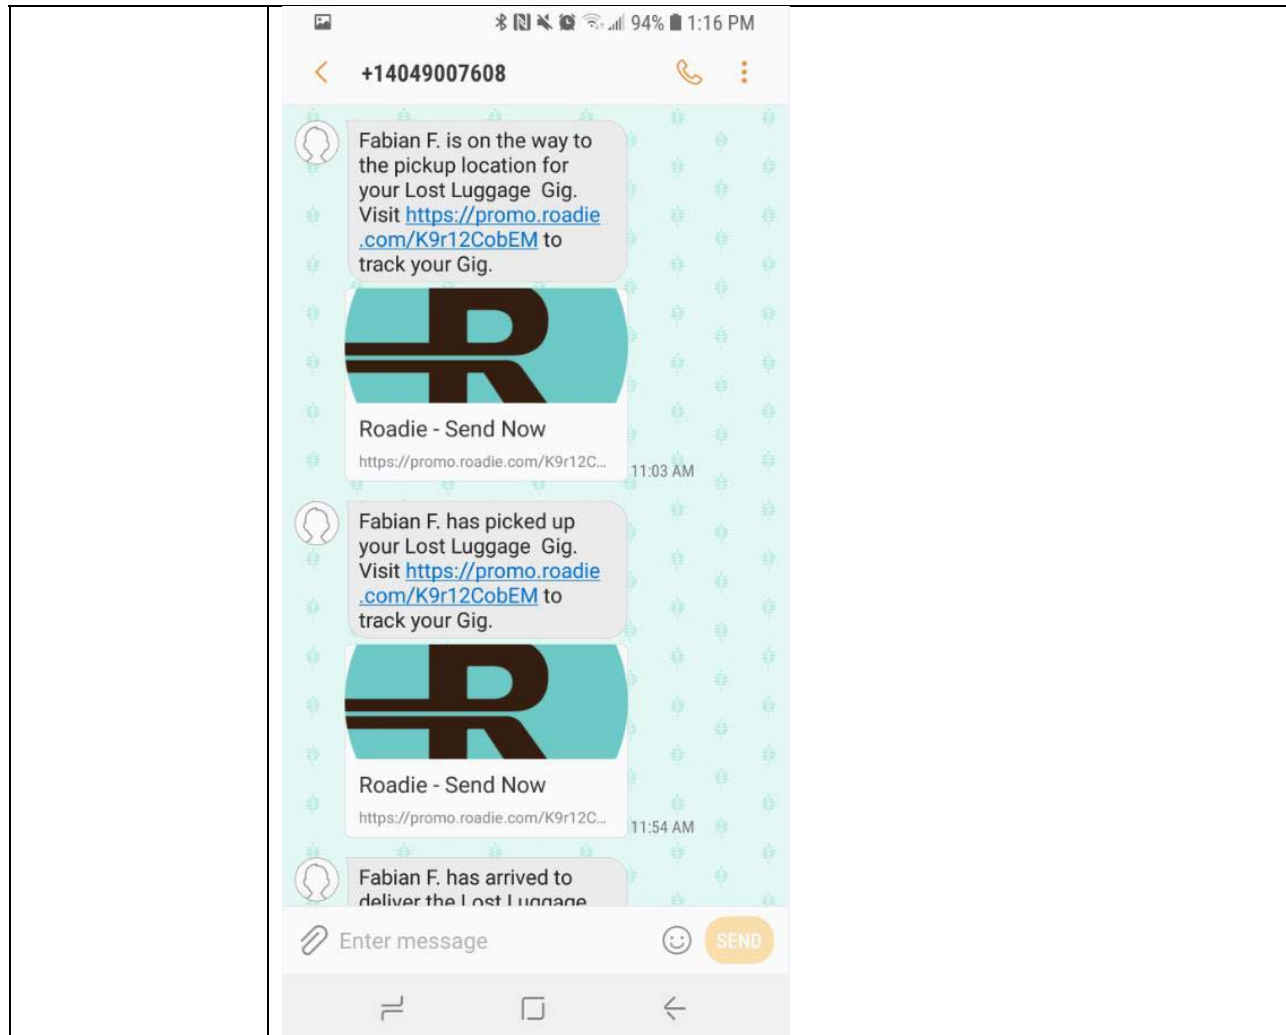 94% 1:16 PM
+14049007608
Fabian F. is on the way to
the pickup location for
your Lost Luggage  Gig.
Visit https://promo.roadie
.com/K9r12CobEM to
track your Gig.
R
Roadie - Send Now
https://promo.roadie.com/K9r12C...
11:03 AM
Fabian F. has picked up
your Lost Luggage  Gig.
Visit https://promo.roadie
.com/K9r12CobEM to
track your Gig.
R
Roadie - Send Now
https://promo.roadie.com/K9r12C...
11:54 AM
Fabian F. has arrived to
deliver the Lost Luggage
Enter message
SEND